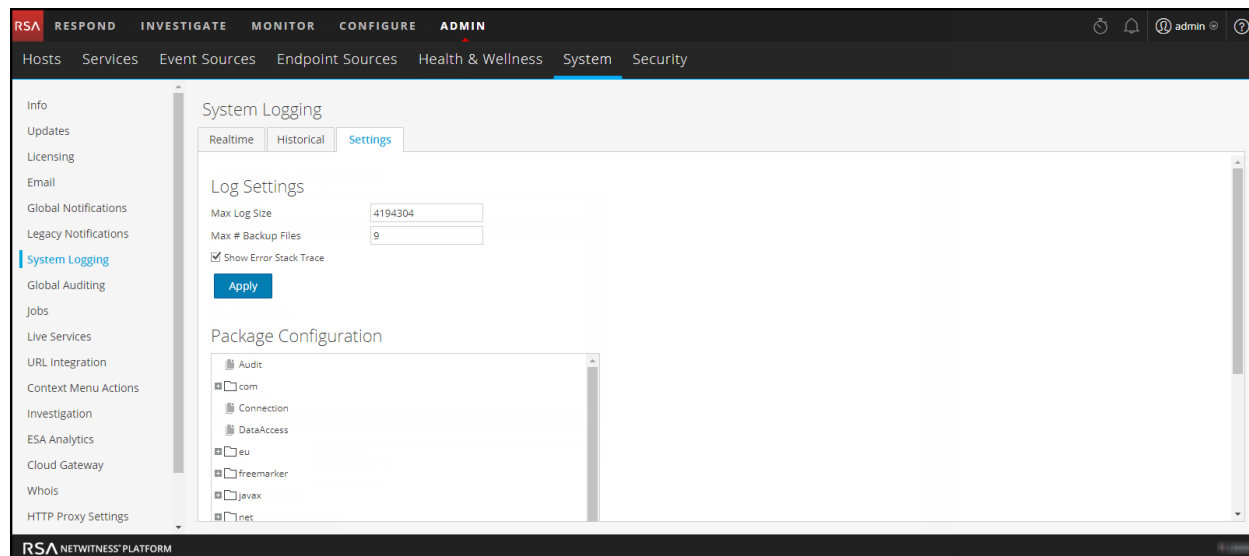 RSA RESPOND INVESTIGATE MONITOR CONFIGURE ADMIN admin ?
Hosts Services Event Sources Endpoint Sources Health & Wellness System Security
Info
Updates
Licensing
Email
Global Notifications
Legacy Notifications
System Logging
Global Auditing
Jobs
Live Services
URL Integration
Context Menu Actions
Investigation
ESA Analytics
Cloud Gateway
Whois
HTTP Proxy Settings
System Logging
Realtime Historical Settings
Log Settings
Max Log Size 4194304
Max # Backup Files 9
Show Error Stack Trace
Apply
Package Configuration
Audit
com
Connection
DataAccess
eu
freemarker
javax
net
RSA NETWITNESS® PLATFORM